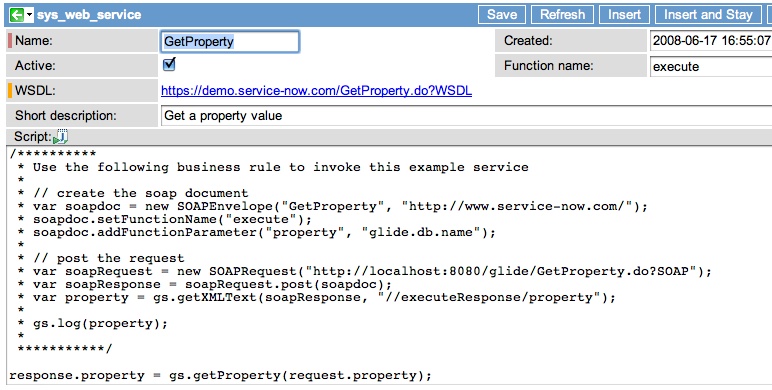 sys_web_service Save Refresh Insert Insert and Stay
Name: GetProperty Created: 2008-06-17 16:55:07
Active: Function name: execute
WSDL: https://demo.service-now.com/GetProperty.do?WSDL
Short description: Get a property value
Script:
/**********
* Use the following business rule to invoke this example service
*
* // create the soap document
* var soapdoc = new SOAPEnvelope("GetProperty", "http://www.service-now.com/");
* soapdoc.setFunctionName("execute");
* soapdoc.addFunctionParameter("property", "glide.db.name");
*
* // post the request
* var soapRequest = new SOAPRequest("http://localhost:8080/glide/GetProperty.do?SOAP");
* var soapResponse = soapRequest.post(soapdoc);
* var property = gs.getXMLText(soapResponse, "//executeResponse/property");
*
* gs.log(property);
*
***********/
response.property = gs.getProperty(request.property);